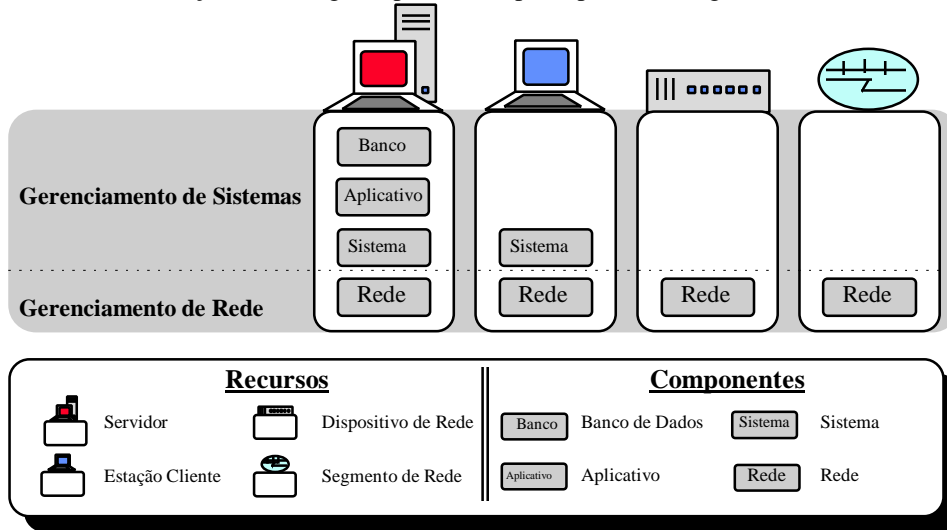 Banco
Gerenciamento de Sistemas
Aplicativo
Sistema
Sistema
Gerenciamento de Rede
Rede
Rede
Rede
Rede
Recursos
Componentes
Servidor
Dispositivo de Rede
Banco
Banco de Dados
Sistema
Sistema
Estação Cliente
Segmento de Rede
Aplicativo
Aplicativo
Rede
Rede